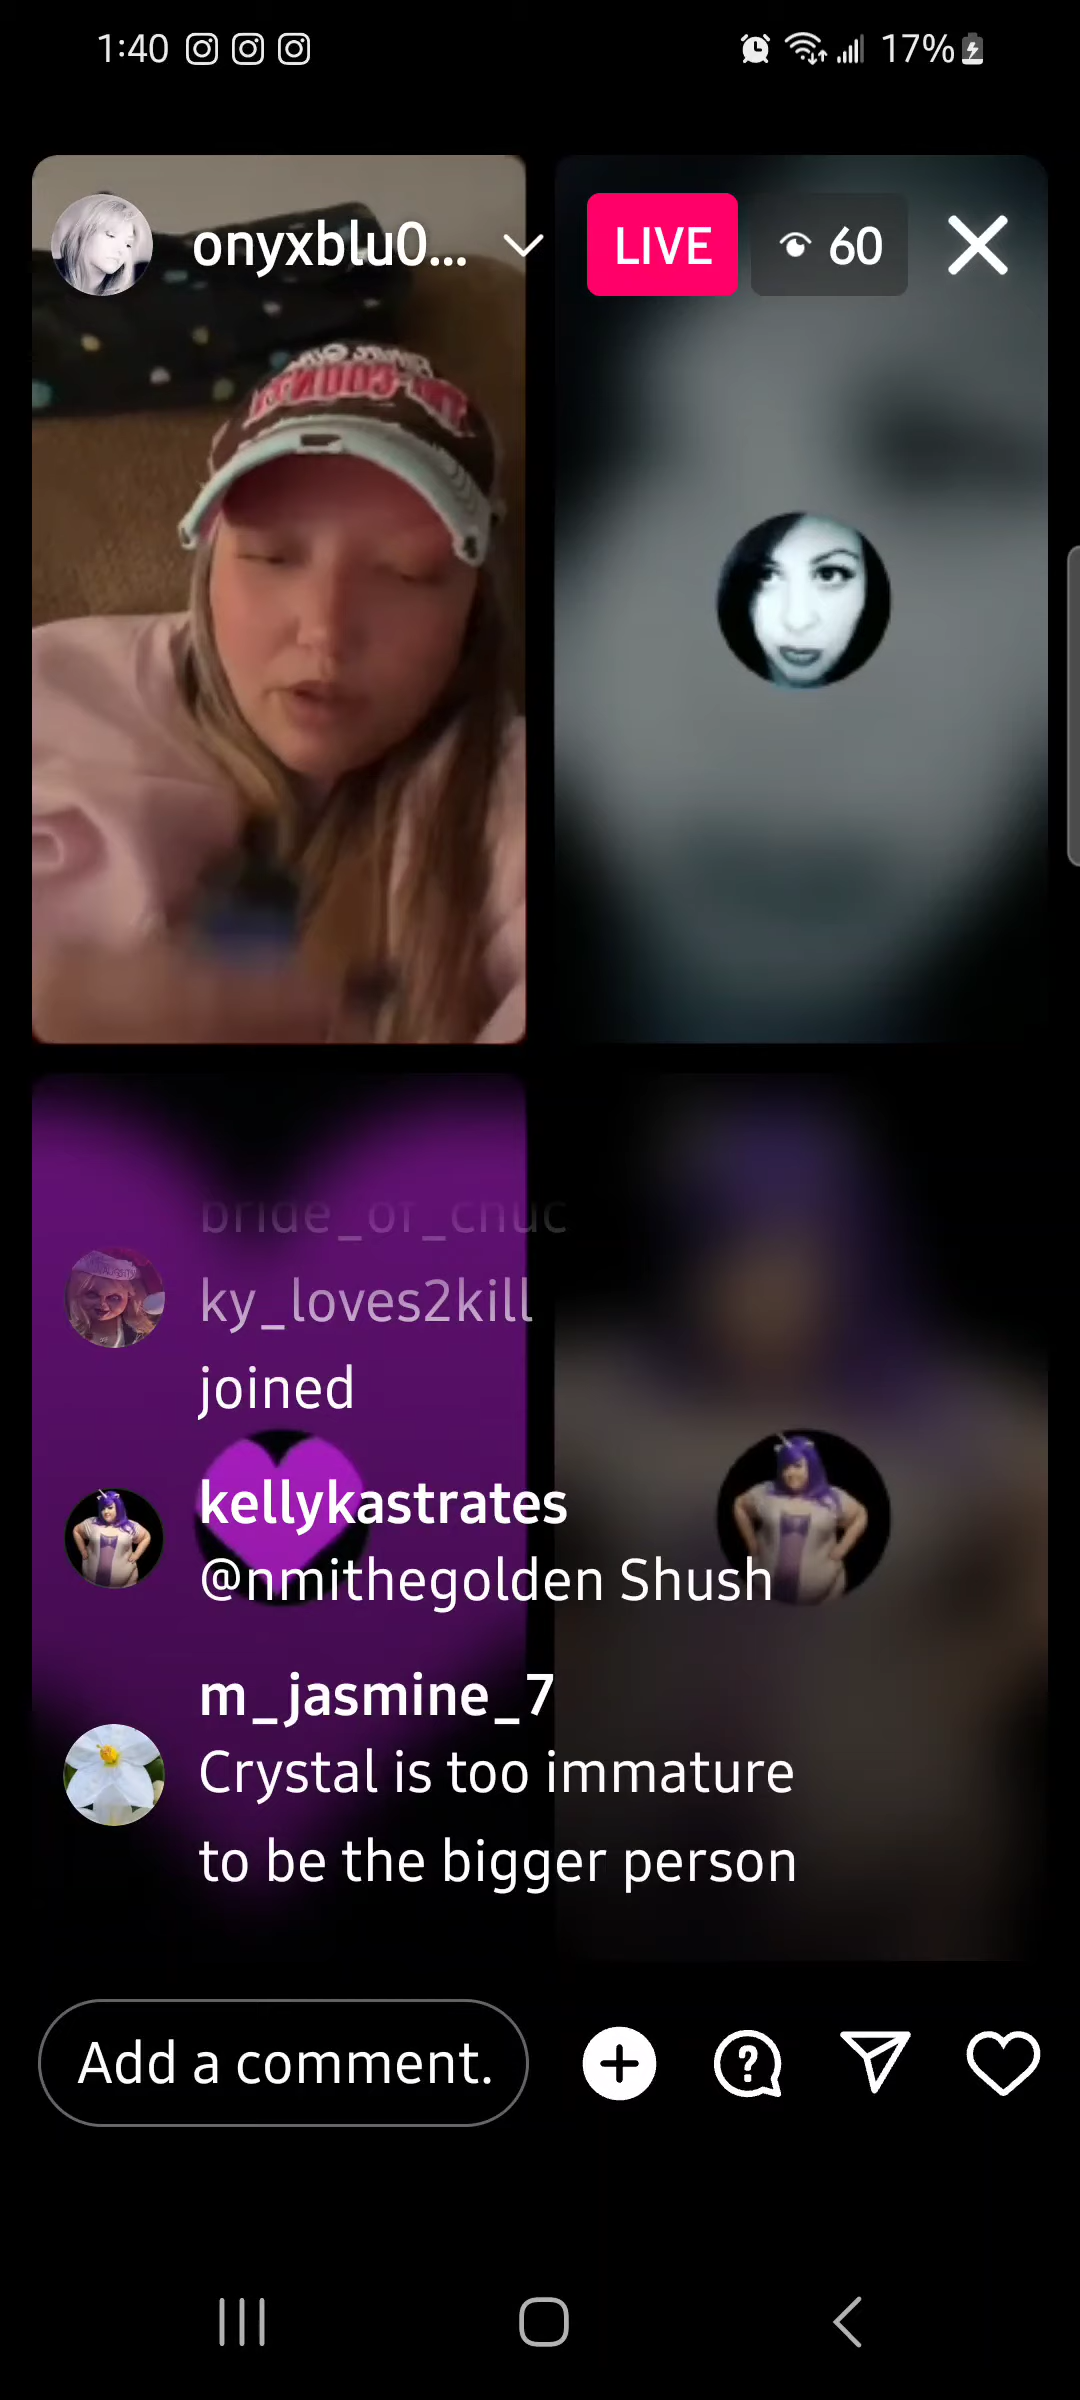 1:40
17%
onyxblu0...
LIVE
60
bride_of_chuc
ky_loves2kill
joined
kellykastrates
@nmithegolden Shush
m_jasmine_7
Crystal is too immature
to be the bigger person
Add a comment.